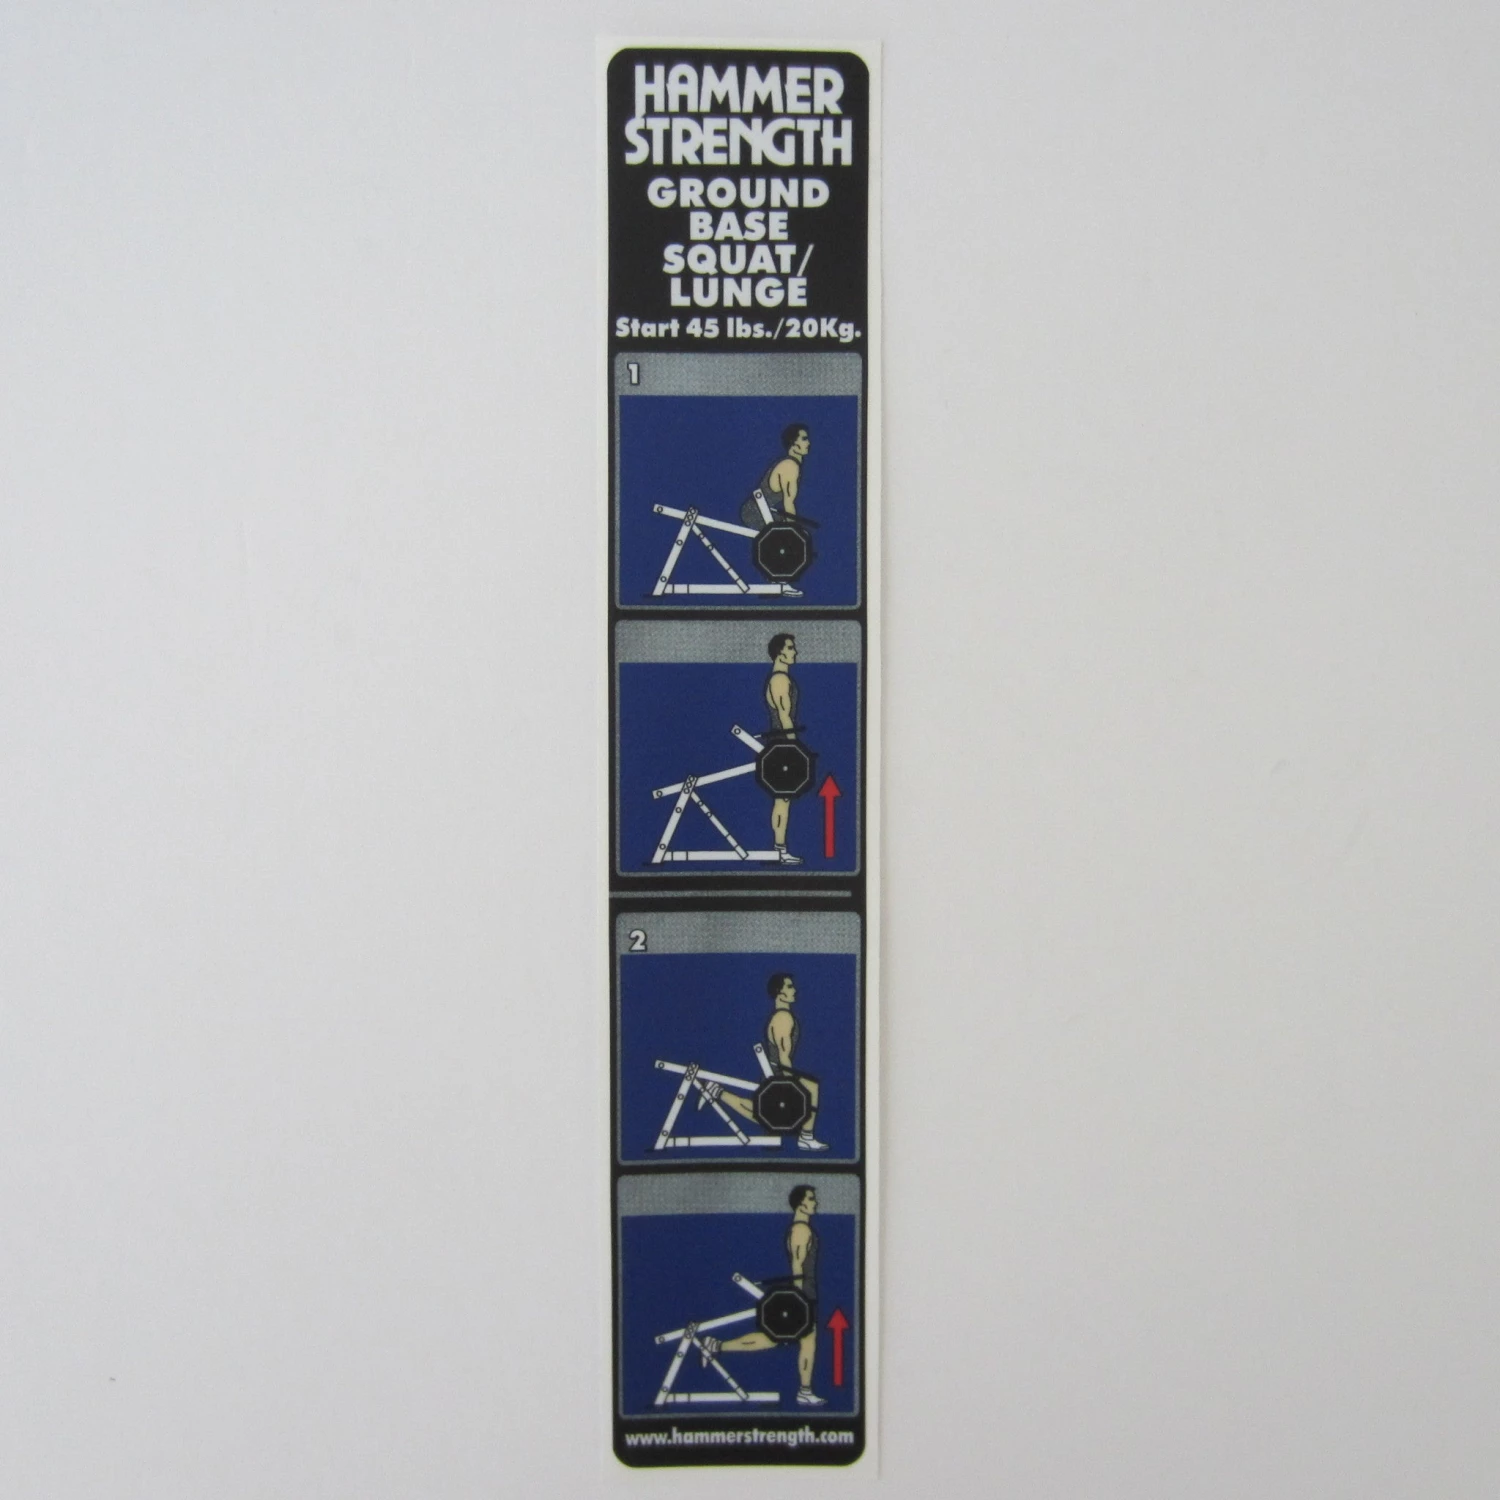 HAMMER
STRENGTH
GROUND
BASE
SQUAT/
LUNGE
Start 45 lbs./20Kg.
1
2
www.hammerstrength.com